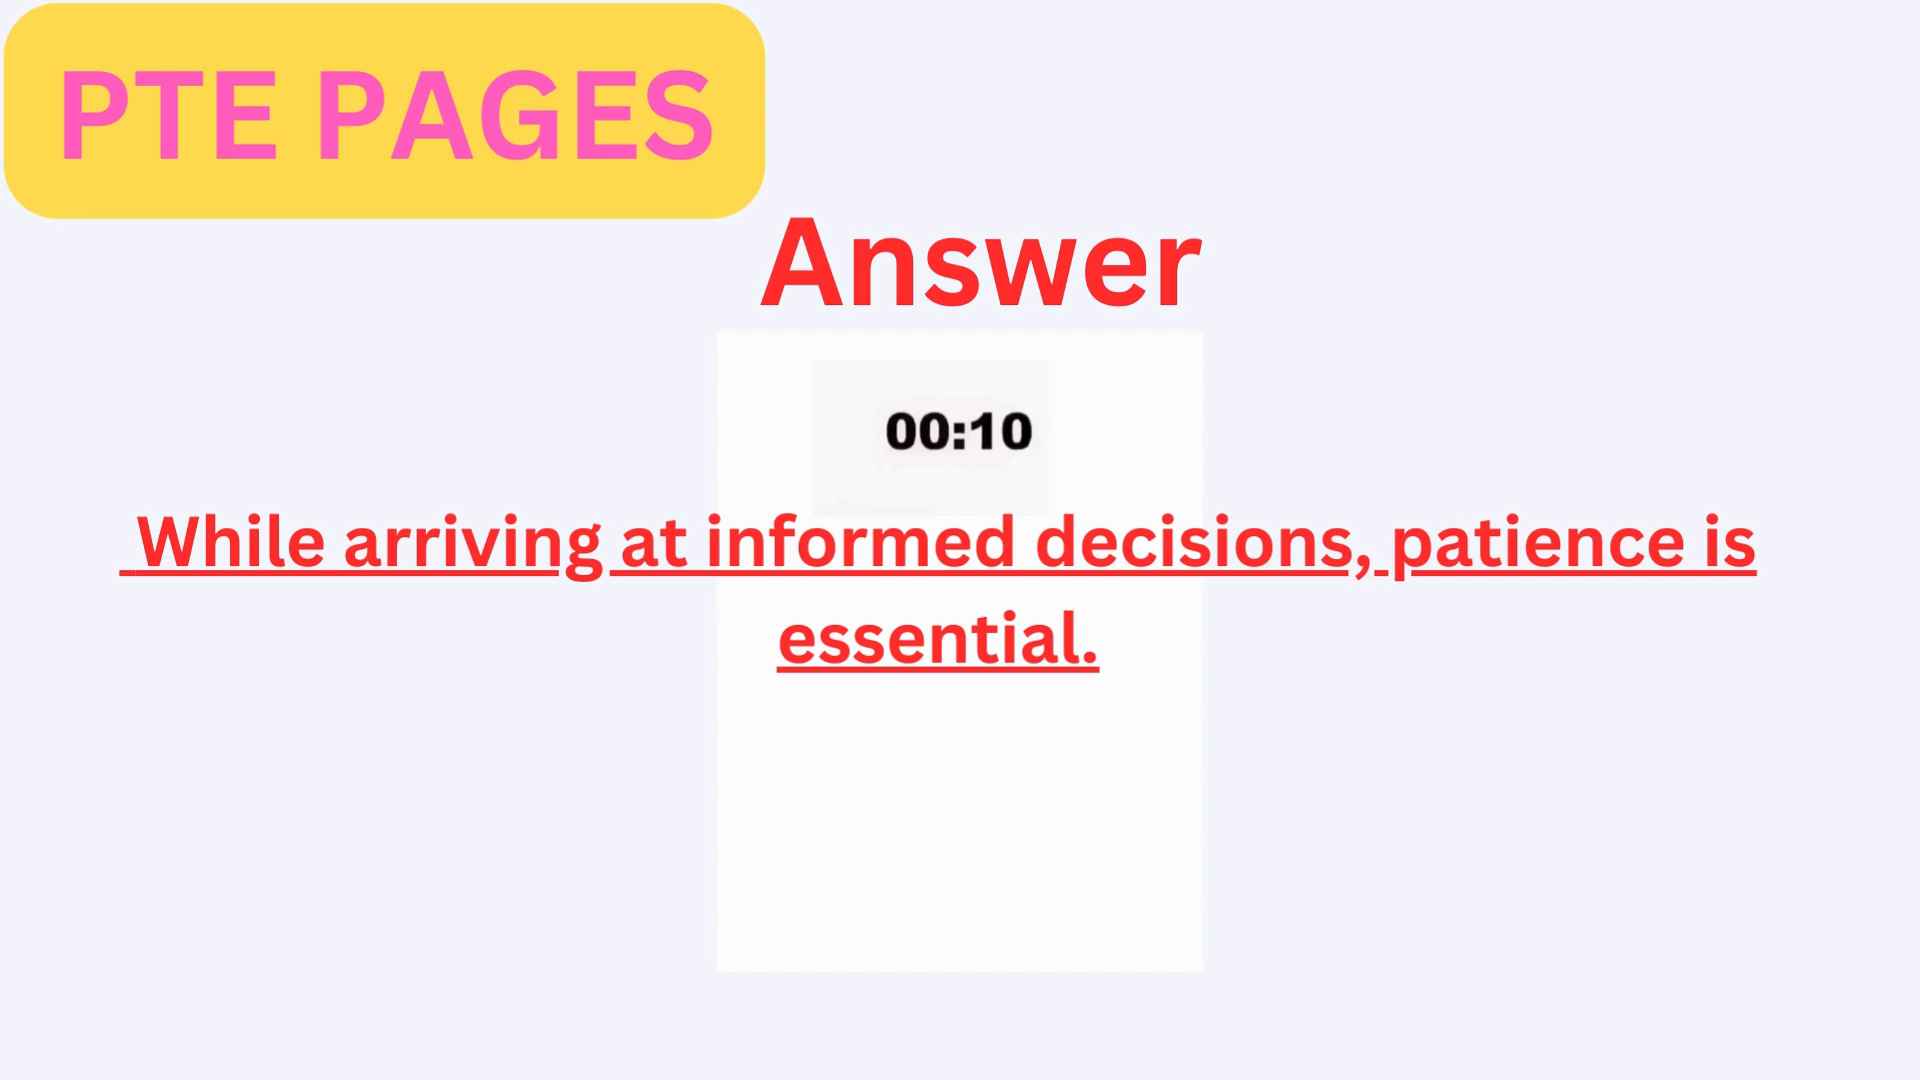 PTE PAGES
Answer
00:10
While arriving at informed decisions, patience is
essential.